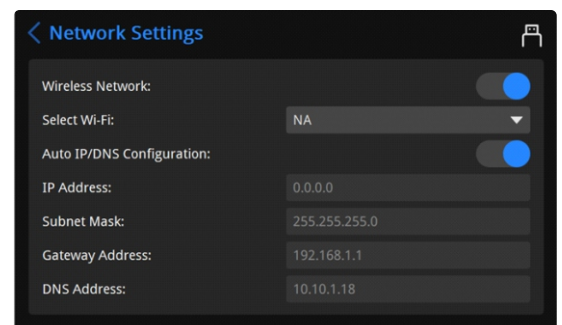 Network Settings
Wireless Network:
Select Wi-Fi: NA
Auto IP/DNS Configuration:
IP Address: 0.0.0.0
Subnet Mask: 255.255.255.0
Gateway Address: 192.168.1.1
DNS Address: 10.10.1.18